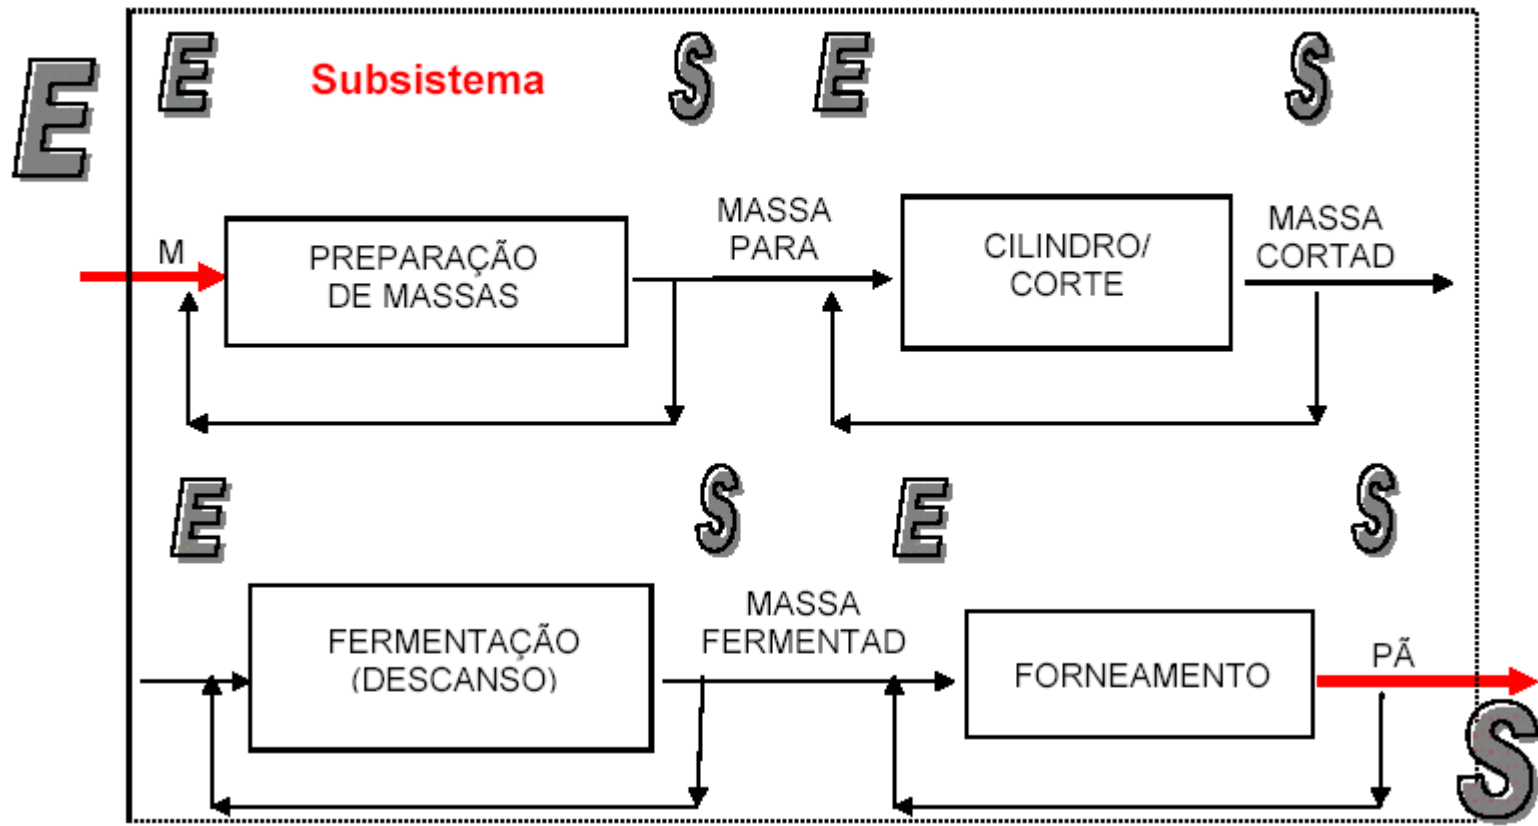 E
E
Subsistema
S
E
S
M
PREPARAÇÃO
DE MASSAS
MASSA
PARA
CILINDRO/
CORTE
MASSA
CORTAD
E
S
E
S
FERMENTAÇÃO
(DESCANSO)
MASSA
FERMENTAD
FORNEAMENTO
PÃ
S